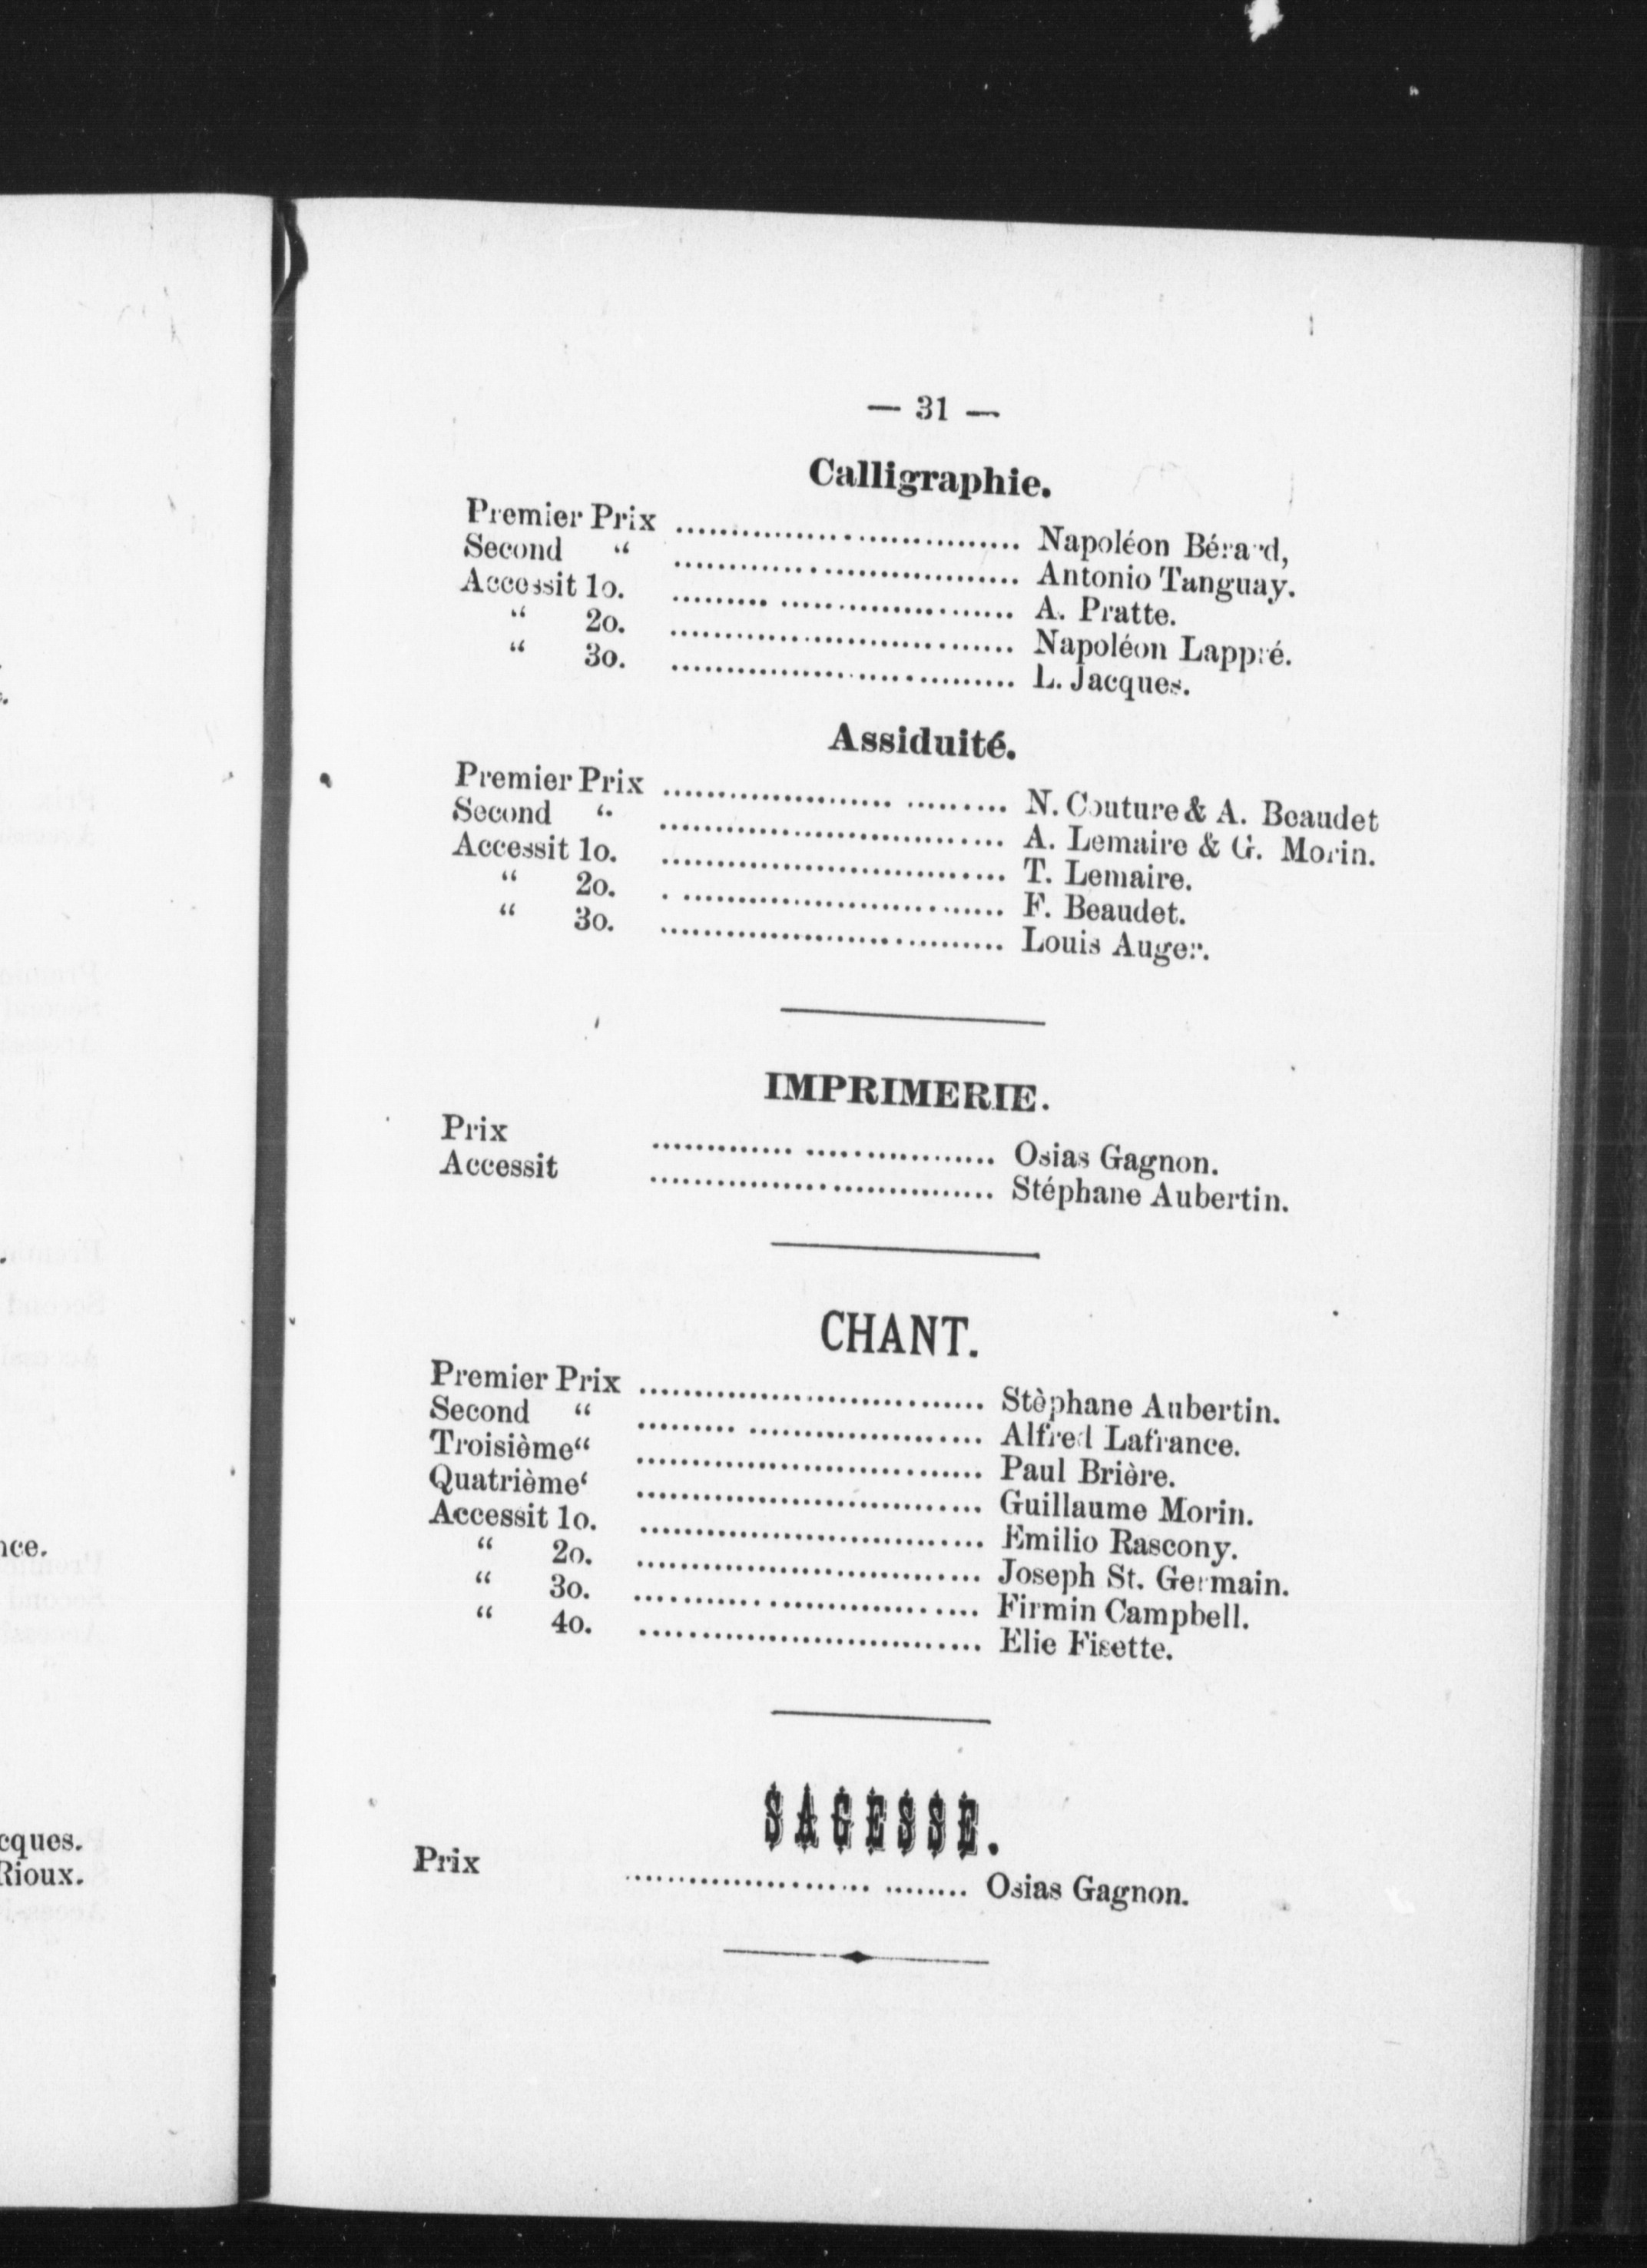 — 31 —
Calligraphie.
Premier Prix ................................ Napoléon Bérard,
Second “ ................................ Antonio Tanguay.
Accessit 1o. ................................ A. Pratte.
“ 2o. ................................ Napoléon Lappré.
“ 3o. ................................ L. Jacques.
Assiduité.
Premier Prix ................................ N. Couture & A. Beaudet
Second “ ................................ A. Lemaire & G. Morin.
Accessit 1o. ................................ T. Lemaire.
“ 2o. ................................ F. Beaudet.
“ 3o. ................................ Louis Auger.
IMPRIMERIE.
Prix ................................ Osias Gagnon.
Accessit ................................ Stéphane Aubertin.
CHANT.
Premier Prix ................................ Stèphane Aubertin.
Second “ ................................ Alfred Lafrance.
Troisième“ ................................ Paul Brière.
Quatrième‘ ................................ Guillaume Morin.
Accessit 1o. ................................ Emilio Rascony.
“ 2o. ................................ Joseph St. Germain.
“ 3o. ................................ Firmin Campbell.
“ 4o. ................................ Elie Fisette.
SAGESSE.
Prix ................................ Osias Gagnon.
nce.
cques.
Rioux.